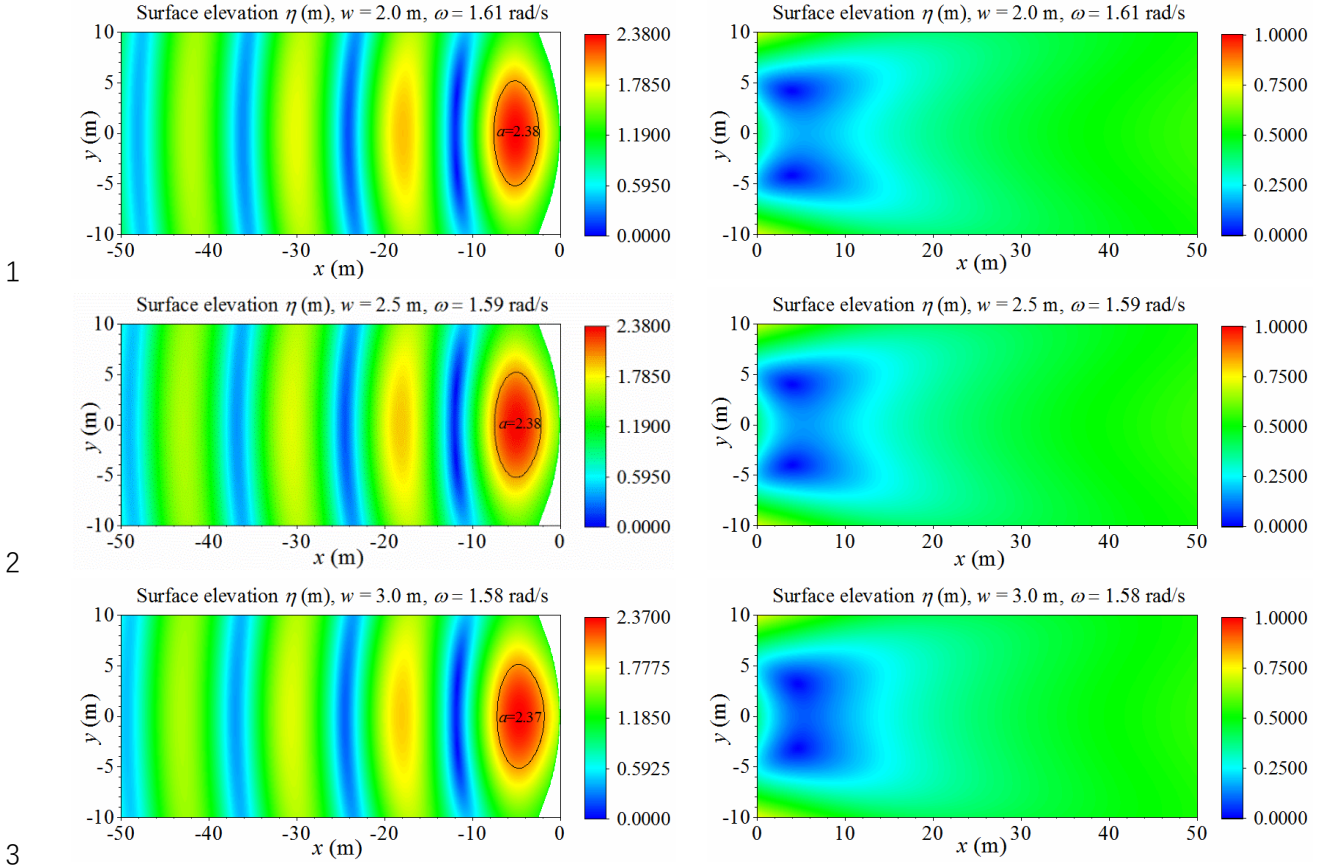 Surface elevation η (m), w = 2.0 m, ω = 1.61 rad/s
10
5
0
-5
-10
y (m)
-50 -40 -30 -20 -10 0
x (m)
a=2.38
2.3800
1.7850
1.1900
0.5950
0.0000
Surface elevation η (m), w = 2.0 m, ω = 1.61 rad/s
10
5
0
-5
-10
y (m)
0 10 20 30 40 50
x (m)
1.0000
0.7500
0.5000
0.2500
0.0000
1
Surface elevation η (m), w = 2.5 m, ω = 1.59 rad/s
10
5
0
-5
-10
y (m)
-50 -40 -30 -20 -10 0
x (m)
a=2.38
2.3800
1.7850
1.1900
0.5950
0.0000
Surface elevation η (m), w = 2.5 m, ω = 1.59 rad/s
10
5
0
-5
-10
y (m)
0 10 20 30 40 50
x (m)
1.0000
0.7500
0.5000
0.2500
0.0000
2
Surface elevation η (m), w = 3.0 m, ω = 1.58 rad/s
10
5
0
-5
-10
y (m)
-50 -40 -30 -20 -10 0
x (m)
a=2.37
2.3700
1.7775
1.1850
0.5925
0.0000
Surface elevation η (m), w = 3.0 m, ω = 1.58 rad/s
10
5
0
-5
-10
y (m)
0 10 20 30 40 50
x (m)
1.0000
0.7500
0.5000
0.2500
0.0000
3